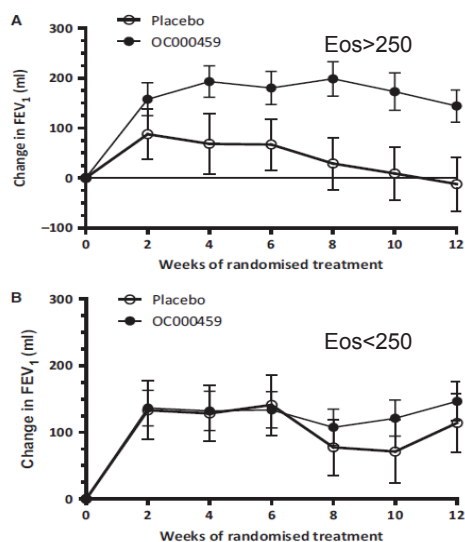 A
Placebo
OC000459
Eos>250
Change in FEV1 (ml)
300
200
100
0
−100
0 2 4 6 8 10 12
Weeks of randomised treatment
B
Placebo
OC000459
Eos<250
Change in FEV1 (ml)
300
200
100
0
0 2 4 6 8 10 12
Weeks of randomised treatment